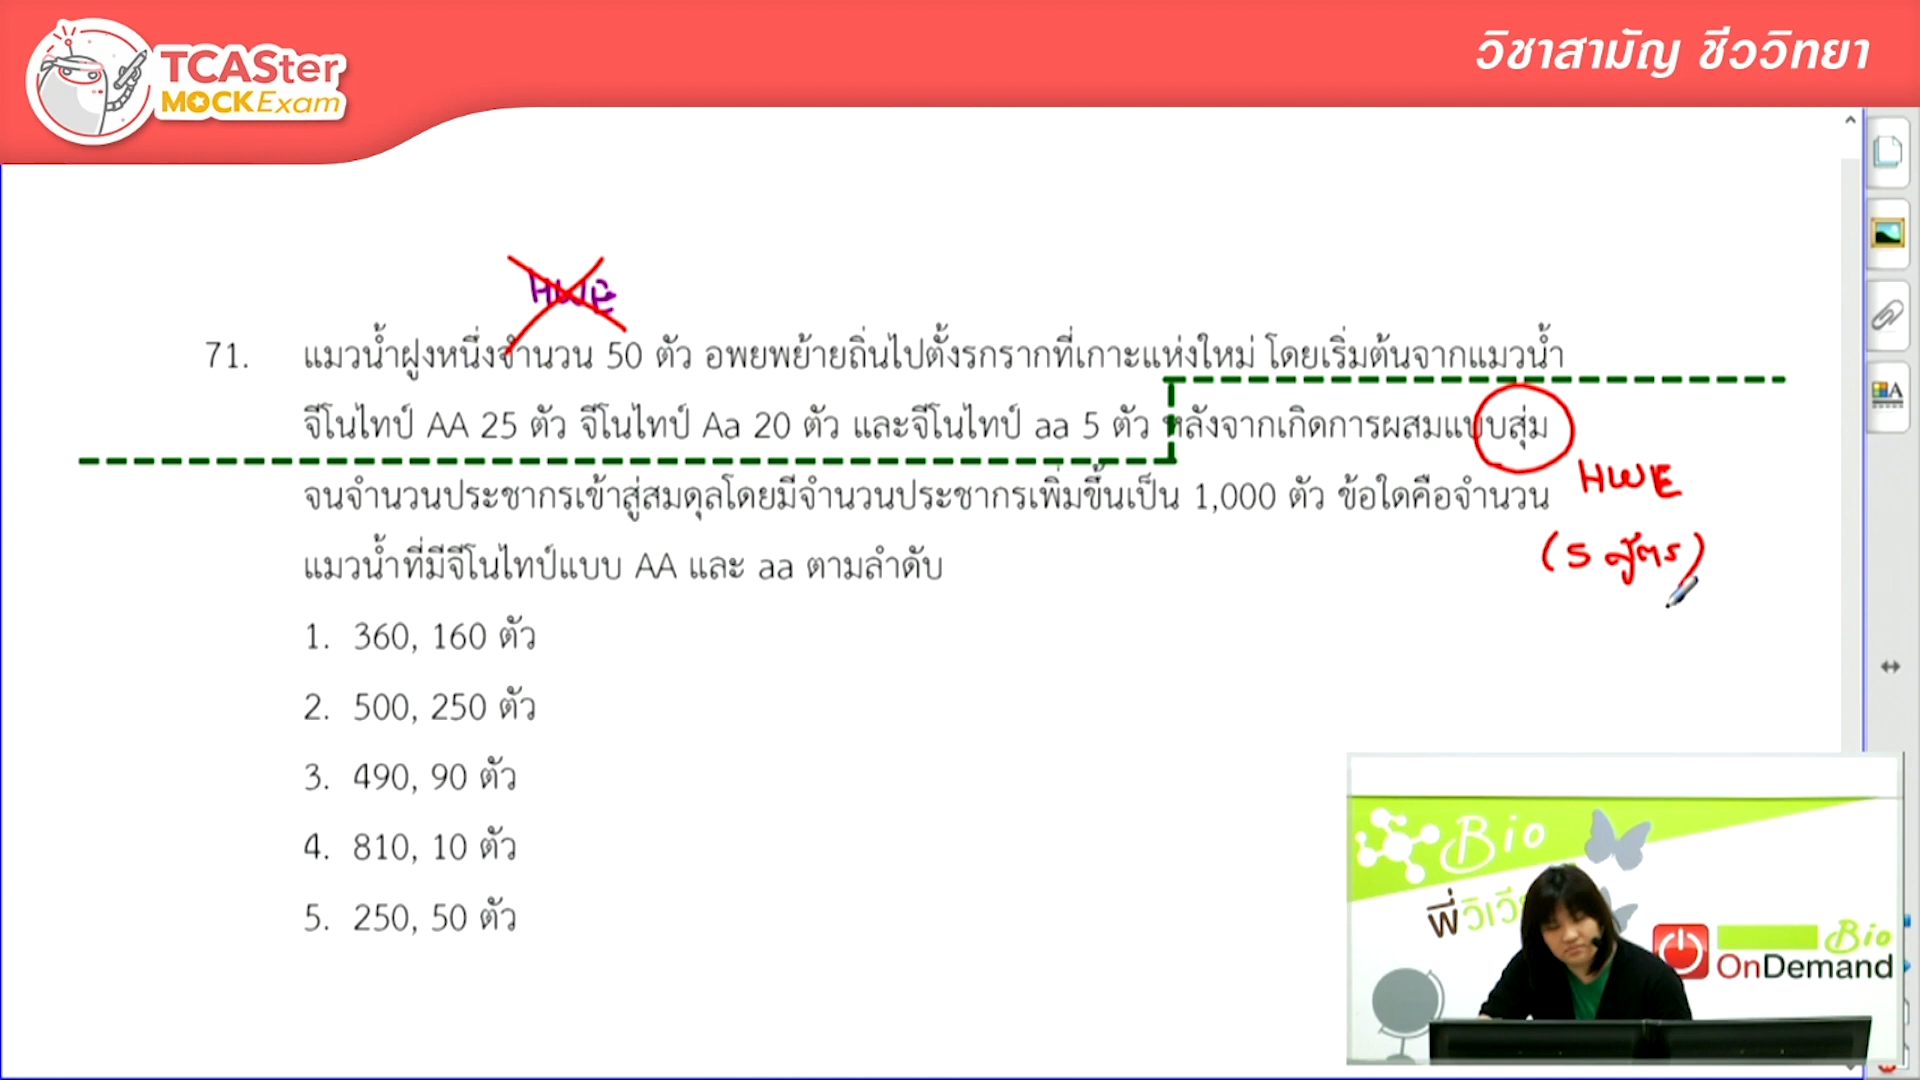 TCASter
MOCK Exam
วิชาสามัญ ชีววิทยา
HWE
71. แมวน้ำฝูงหนึ่งจำนวน 50 ตัว อพยพย้ายถิ่นไปตั้งรกรากที่เกาะแห่งใหม่ โดยเริ่มต้นจากแมวน้ำ
จีโนไทป์ AA 25 ตัว จีโนไทป์ Aa 20 ตัว และจีโนไทป์ aa 5 ตัว หลังจากเกิดการผสมแบบสุ่ม
HWE
จนจำนวนประชากรเข้าสู่สมดุลโดยมีจำนวนประชากรเพิ่มขึ้นเป็น 1,000 ตัว ข้อใดคือจำนวน
(5 สูตร)
แมวน้ำที่มีจีโนไทป์แบบ AA และ aa ตามลำดับ
1. 360, 160 ตัว
2. 500, 250 ตัว
3. 490, 90 ตัว
4. 810, 10 ตัว
5. 250, 50 ตัว
Bio
พี่วิเวี
Bio
OnDemand